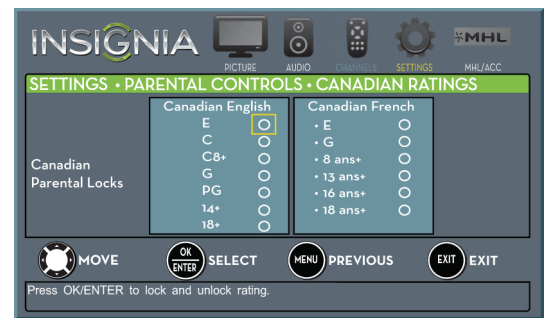 INSIGNIA
PICTURE
AUDIO
CHANNELS
SETTINGS
MHL
MHL/ACC
SETTINGS • PARENTAL CONTROLS • CANADIAN RATINGS
Canadian Parental Locks
Canadian English
E
C
C8+
G
PG
14+
18+
Canadian French
• E
• G
• 8 ans+
• 13 ans+
• 16 ans+
• 18 ans+
MOVE
OK
ENTER
SELECT
MENU
PREVIOUS
EXIT
EXIT
Press OK/ENTER to lock and unlock rating.